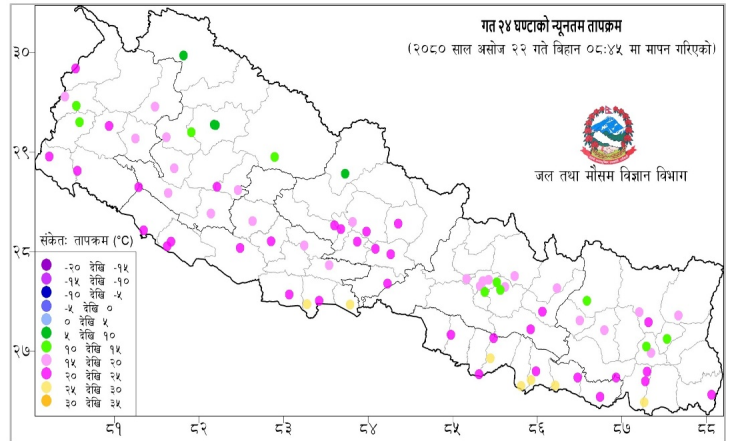 गत २४ घण्टाको न्यूनतम तापक्रम
(२०८० साल असोज २२ गते बिहान ०८:४५ मा मापन गरिएको)
जल तथा मौसम विज्ञान विभाग
३०
२९
२८
२७
संकेतः तापक्रम (°C)
-२० देखि -१५
-१५ देखि -१०
-१० देखि -५
-५ देखि ०
० देखि ५
५ देखि १०
१० देखि १५
१५ देखि २०
२० देखि २५
२५ देखि ३०
३० देखि ३५
८१ ८२ ८३ ८४ ८५ ८६ ८७ ८८